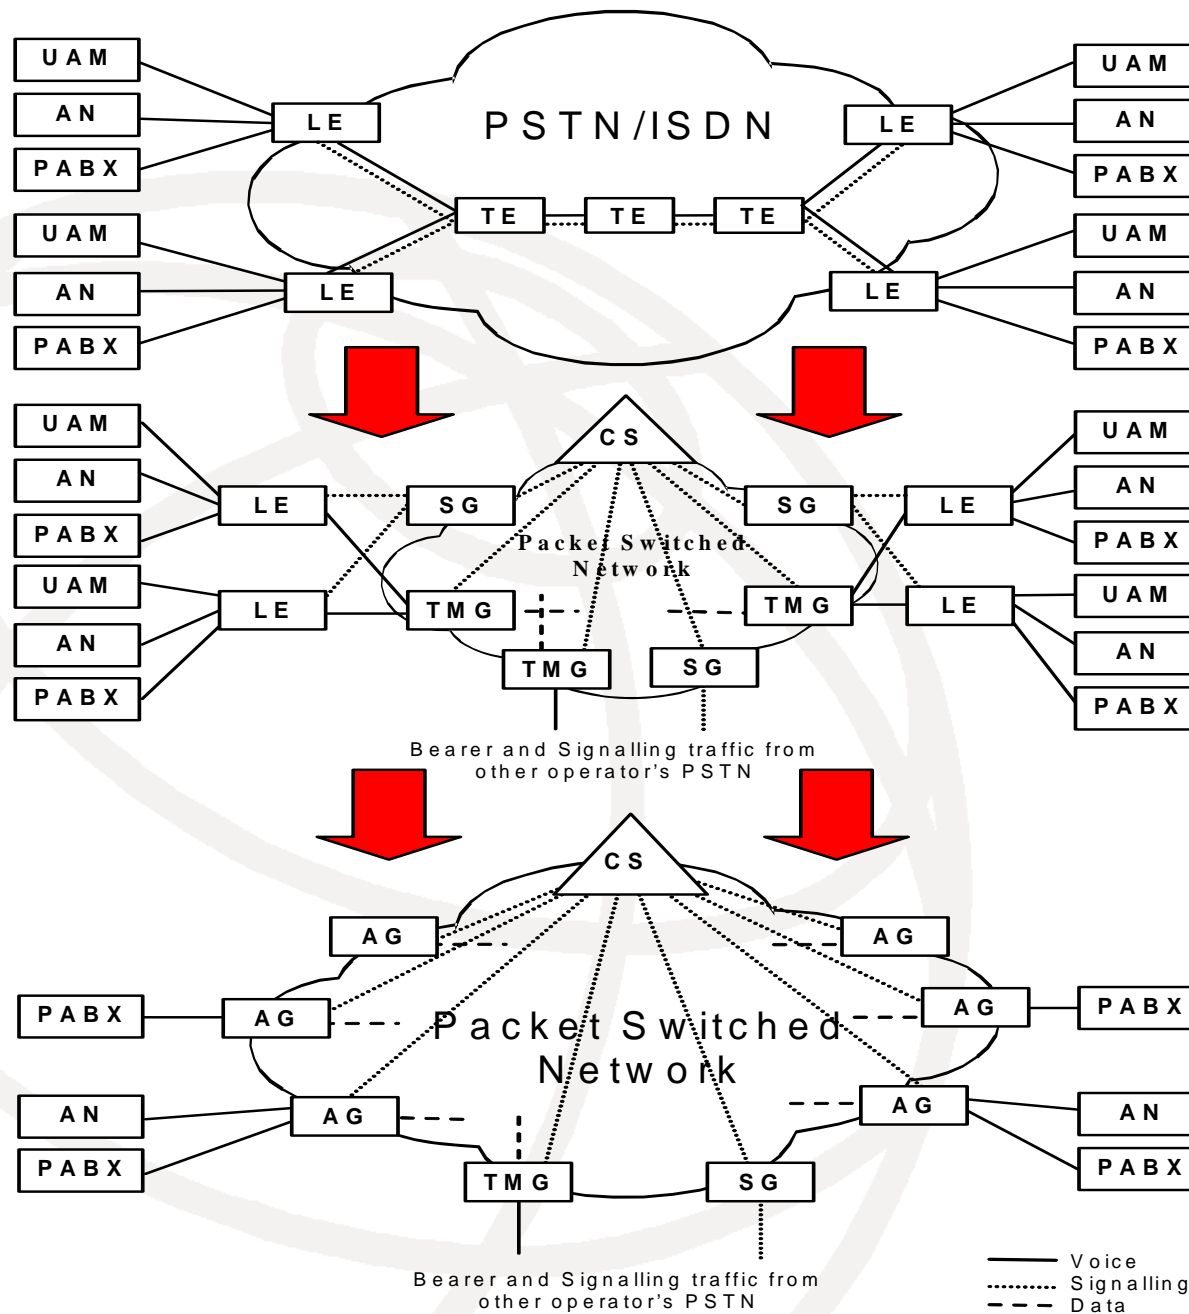 UAM
UAM
LE
PSTN/ISDN
LE
AN
AN
PABX
PABX
TE
TE
TE
UAM
UAM
AN
LE
LE
AN
PABX
PABX
UAM
CS
UAM
AN
AN
LE
SG
SG
LE
PABX
PABX
Packet Switched
Network
UAM
UAM
LE
TMG
TMG
LE
AN
AN
TMG
SG
PABX
PABX
Bearer and Signalling traffic from
other operator's PSTN
CS
AG
AG
PABX
AG
AG
PABX
Packet Switched
Network
AN
AG
AG
AN
PABX
PABX
TMG
SG
Bearer and Signalling traffic from
other operator's PSTN
Voice
Signalling
Data